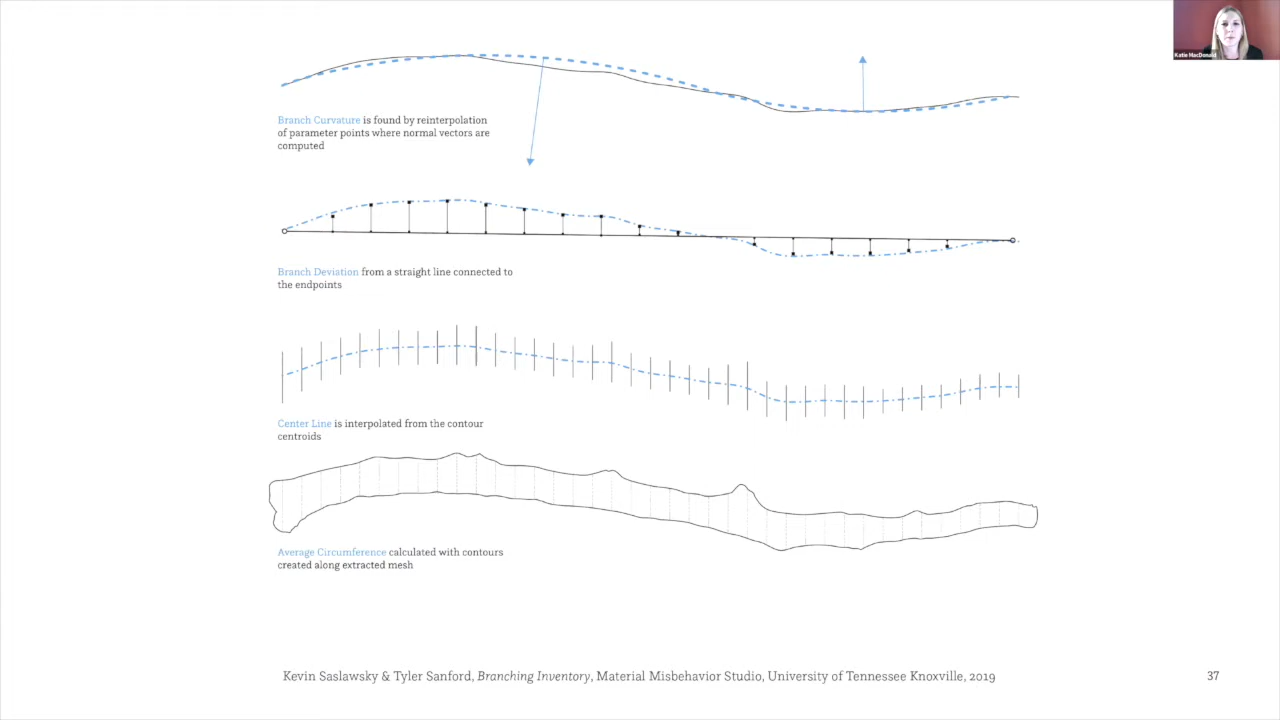 Katie MacDonald
Branch Curvature is found by reinterpolation
of parameter points where normal vectors are
computed
Branch Deviation from a straight line connected to
the endpoints
Center Line is interpolated from the contour
centroids
Average Circumference calculated with contours
created along extracted mesh
Kevin Saslawsky & Tyler Sanford, Branching Inventory, Material Misbehavior Studio, University of Tennessee Knoxville, 2019
37